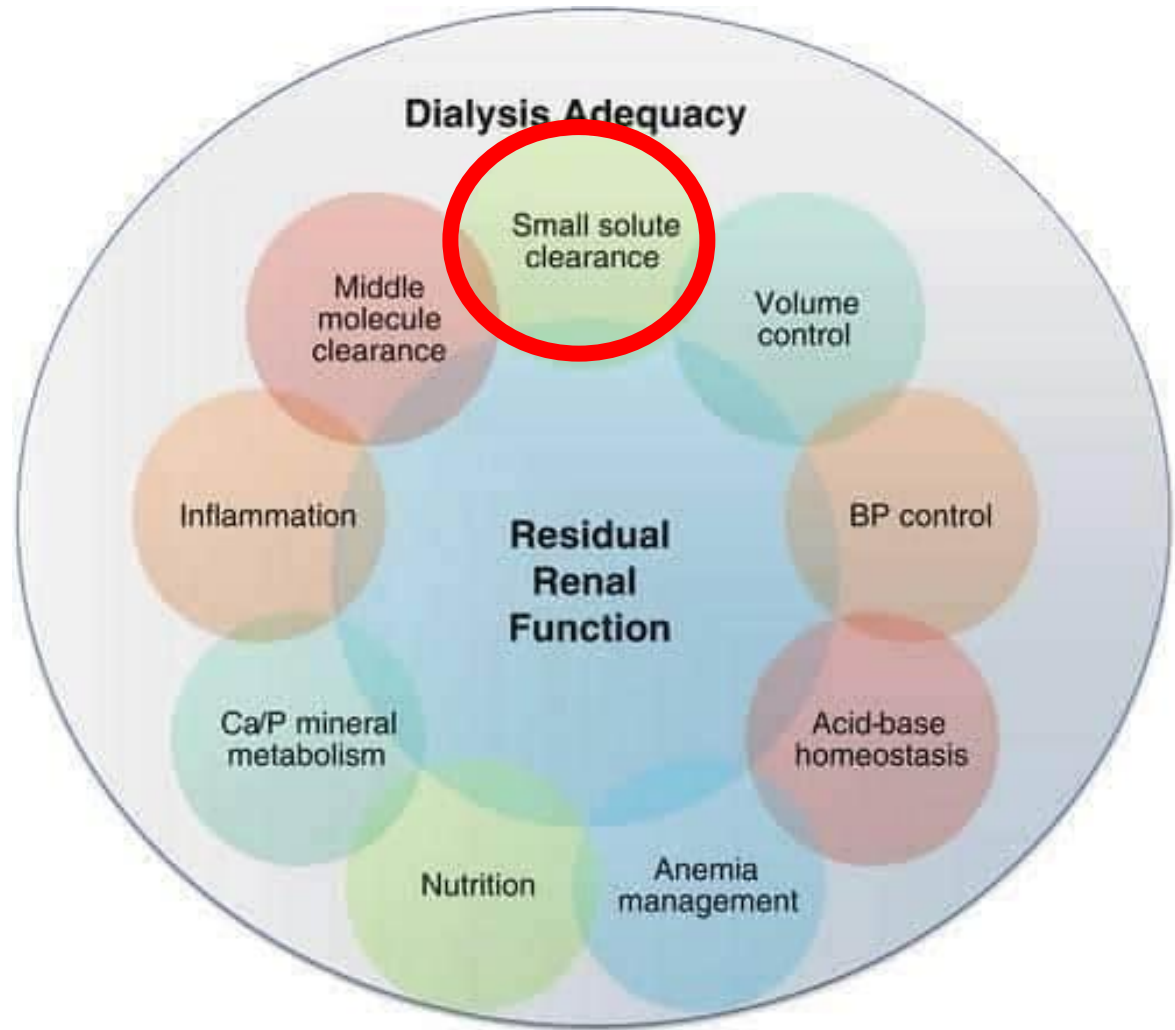 Dialysis Adequacy
Small solute
clearance
Middle
molecule
clearance
Volume
control
Inflammation
BP control
Residual
Renal
Function
Ca/P mineral
metabolism
Acid-base
homeostasis
Nutrition
Anemia
management